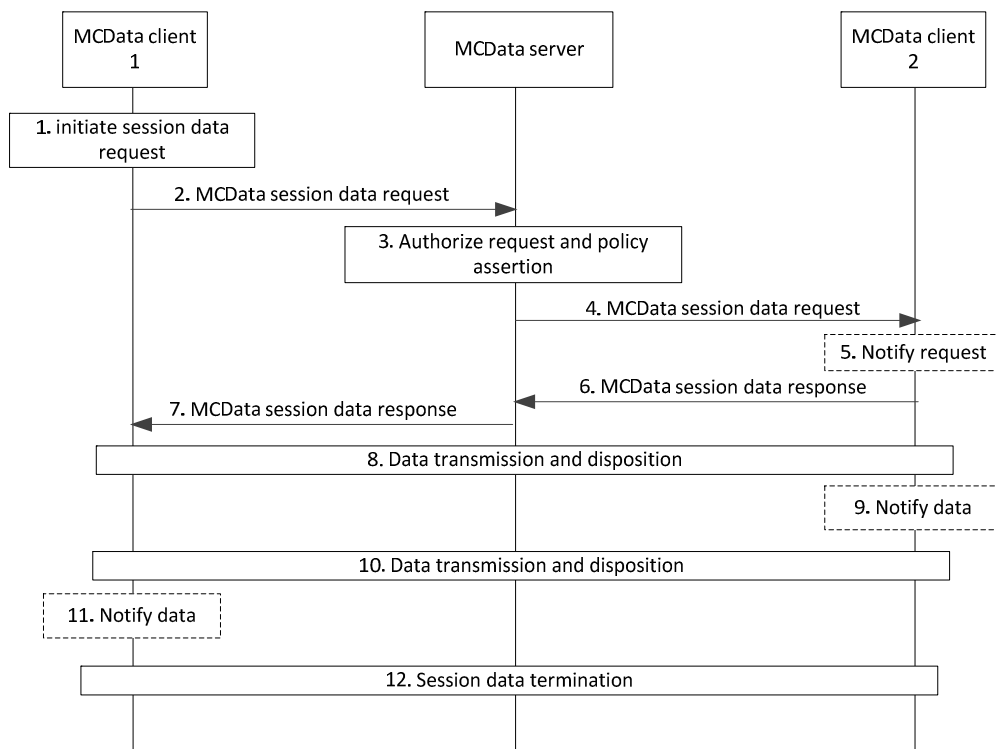 MCData client
1
MCData server
MCData client
2
1. initiate session data
request
2. MCData session data request
3. Authorize request and policy
assertion
4. MCData session data request
5. Notify request
6. MCData session data response
7. MCData session data response
8. Data transmission and disposition
9. Notify data
10. Data transmission and disposition
11. Notify data
12. Session data termination